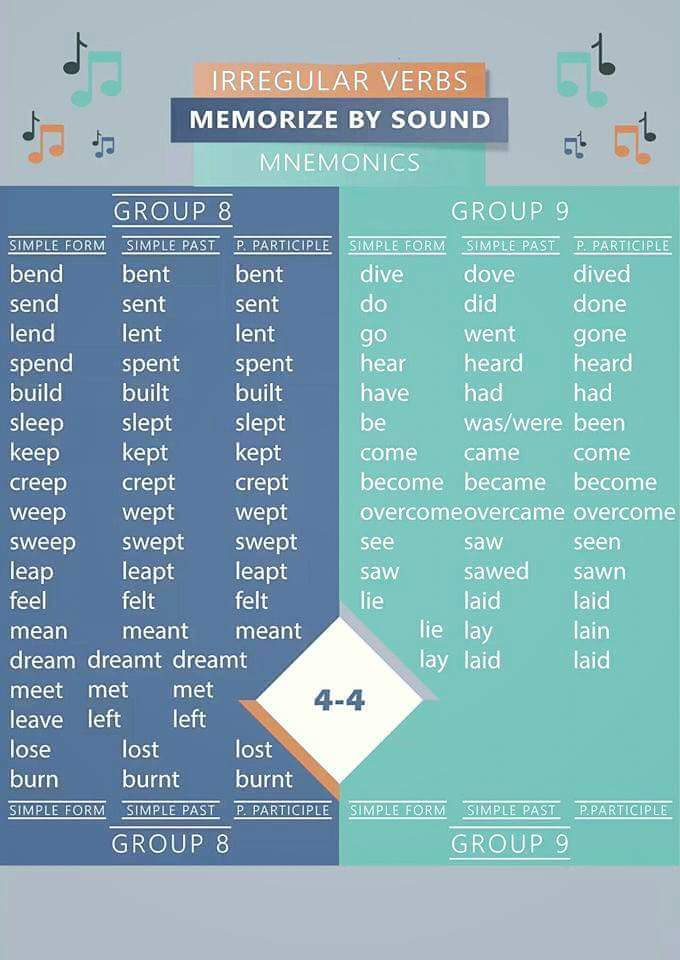 IRREGULAR VERBS
MEMORIZE BY SOUND
MNEMONICS
GROUP 8
SIMPLE FORM SIMPLE PAST P. PARTICIPLE
bend bent bent
send sent sent
lend lent lent
spend spent spent
build built built
sleep slept slept
keep kept kept
creep crept crept
weep wept wept
sweep swept swept
leap leapt leapt
feel felt felt
mean meant meant
dream dreamt dreamt
meet met met
leave left left
lose lost lost
burn burnt burnt
SIMPLE FORM SIMPLE PAST P. PARTICIPLE
GROUP 8
GROUP 9
SIMPLE FORM SIMPLE PAST P. PARTICIPLE
dive dove dived
do did done
go went gone
hear heard heard
have had had
be was/were been
come came come
become became become
overcome overcame overcome
see saw seen
saw sawed sawn
lie laid laid
lie lay lain
lay laid laid
SIMPLE FORM SIMPLE PAST P.PARTICIPLE
GROUP 9
4-4